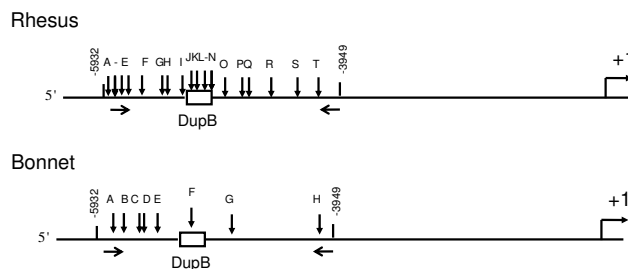 Rhesus
-5932 A - E F GH I JKL-N O PQ R S T -3949 +1
5'
DupB
Bonnet
-5932 A B C D E F G H -3949 +1
5'
DupB